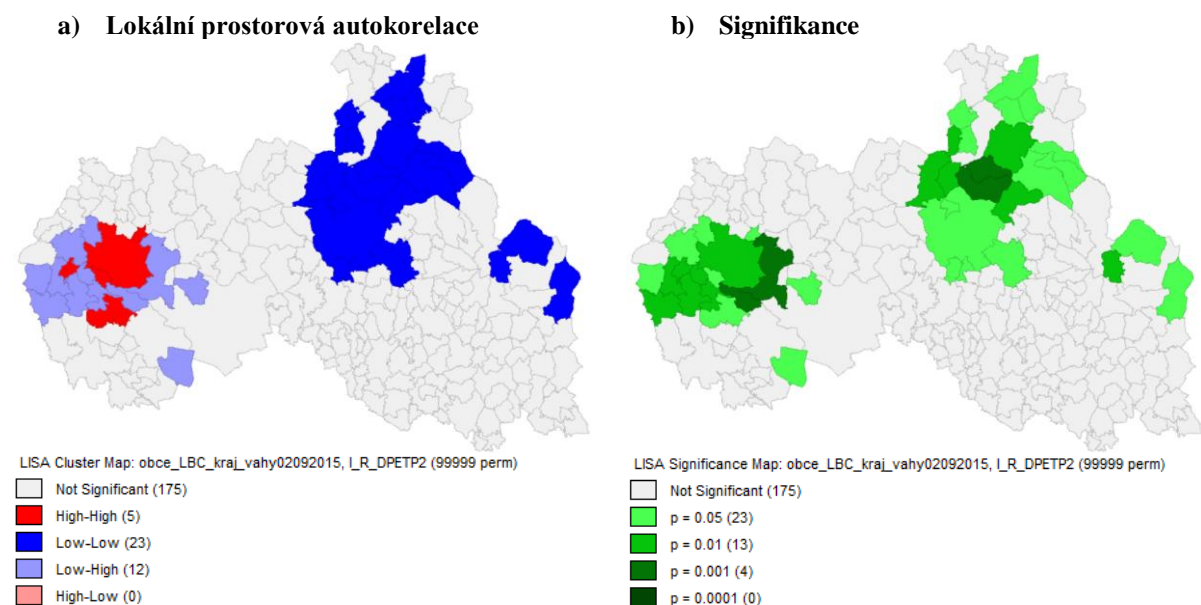 a) Lokální prostorová autokorelace
b) Signifikance
LISA Cluster Map: obce_LBC_kraj_vahy02092015, I_R_DPETP2 (99999 perm)
Not Significant (175)
High-High (5)
Low-Low (23)
Low-High (12)
High-Low (0)
LISA Significance Map: obce_LBC_kraj_vahy02092015, I_R_DPETP2 (99999 perm)
Not Significant (175)
p = 0.05 (23)
p = 0.01 (13)
p = 0.001 (4)
p = 0.0001 (0)